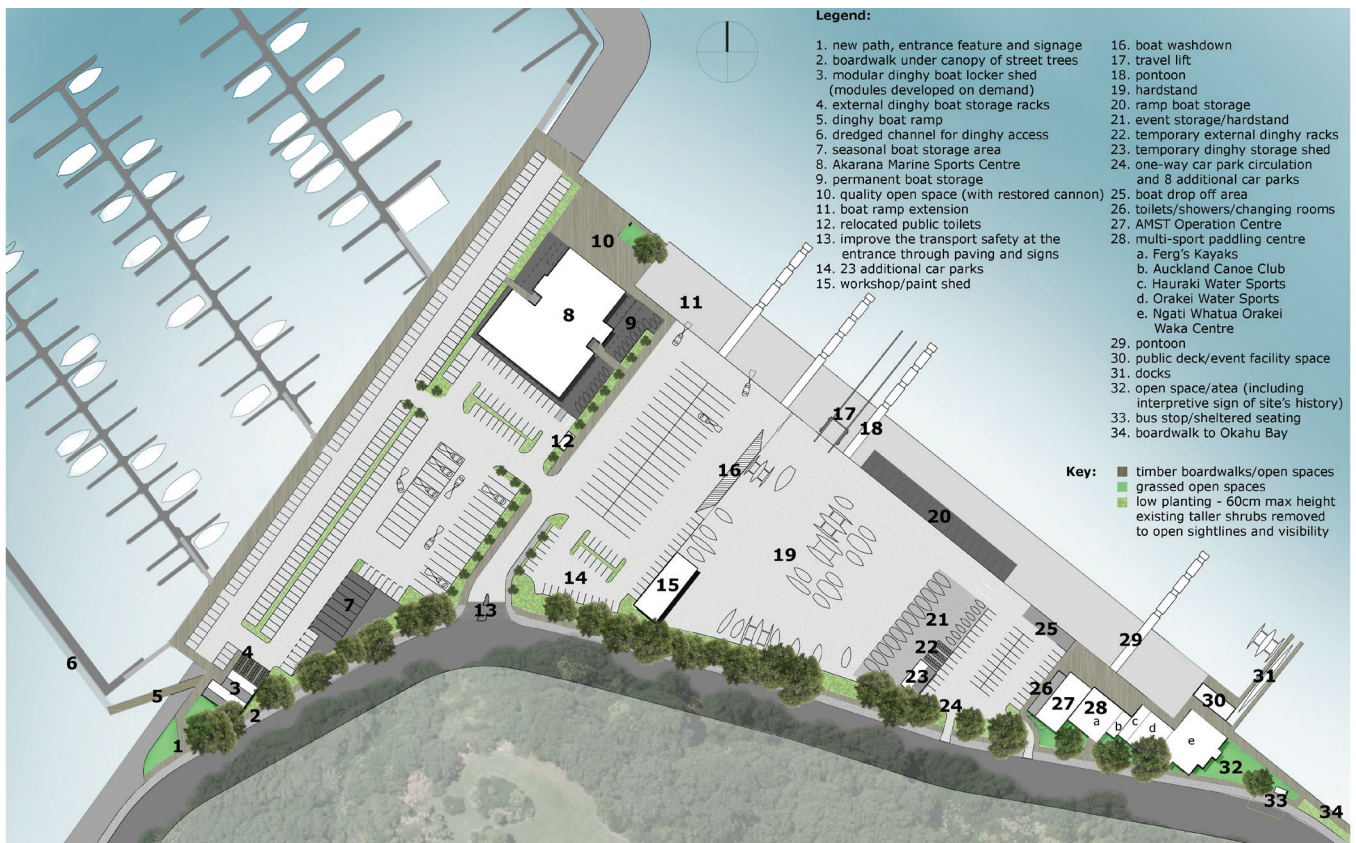 Legend:
1. new path, entrance feature and signage
2. boardwalk under canopy of street trees
3. modular dinghy boat locker shed
(modules developed on demand)
4. external dinghy boat storage racks
5. dinghy boat ramp
6. dredged channel for dinghy access
7. seasonal boat storage area
8. Akarana Marine Sports Centre
9. permanent boat storage
10. quality open space (with restored cannon)
11. boat ramp extension
12. relocated public toilets
13. improve the transport safety at the
entrance through paving and signs
14. 23 additional car parks
15. workshop/paint shed
16. boat washdown
17. travel lift
18. pontoon
19. hardstand
20. ramp boat storage
21. event storage/hardstand
22. temporary external dinghy racks
23. temporary dinghy storage shed
24. one-way car park circulation
and 8 additional car parks
25. boat drop off area
26. toilets/showers/changing rooms
27. AMST Operation Centre
28. multi-sport paddling centre
a. Ferg's Kayaks
b. Auckland Canoe Club
c. Hauraki Water Sports
d. Orakei Water Sports
e. Ngati Whatua Orakei
Waka Centre
29. pontoon
30. public deck/event facility space
31. docks
32. open space/atea (including
interpretive sign of site's history)
33. bus stop/sheltered seating
34. boardwalk to Okahu Bay
Key:
timber boardwalks/open spaces
grassed open spaces
low planting - 60cm max height
existing taller shrubs removed
to open sightlines and visibility
10
11
8
9
17
18
12
16
20
19
14
15
7
13
21
22
23
25
24
29
26
27
28
a
b
c
d
e
30
31
32
33
34
6
5
4
3
2
1